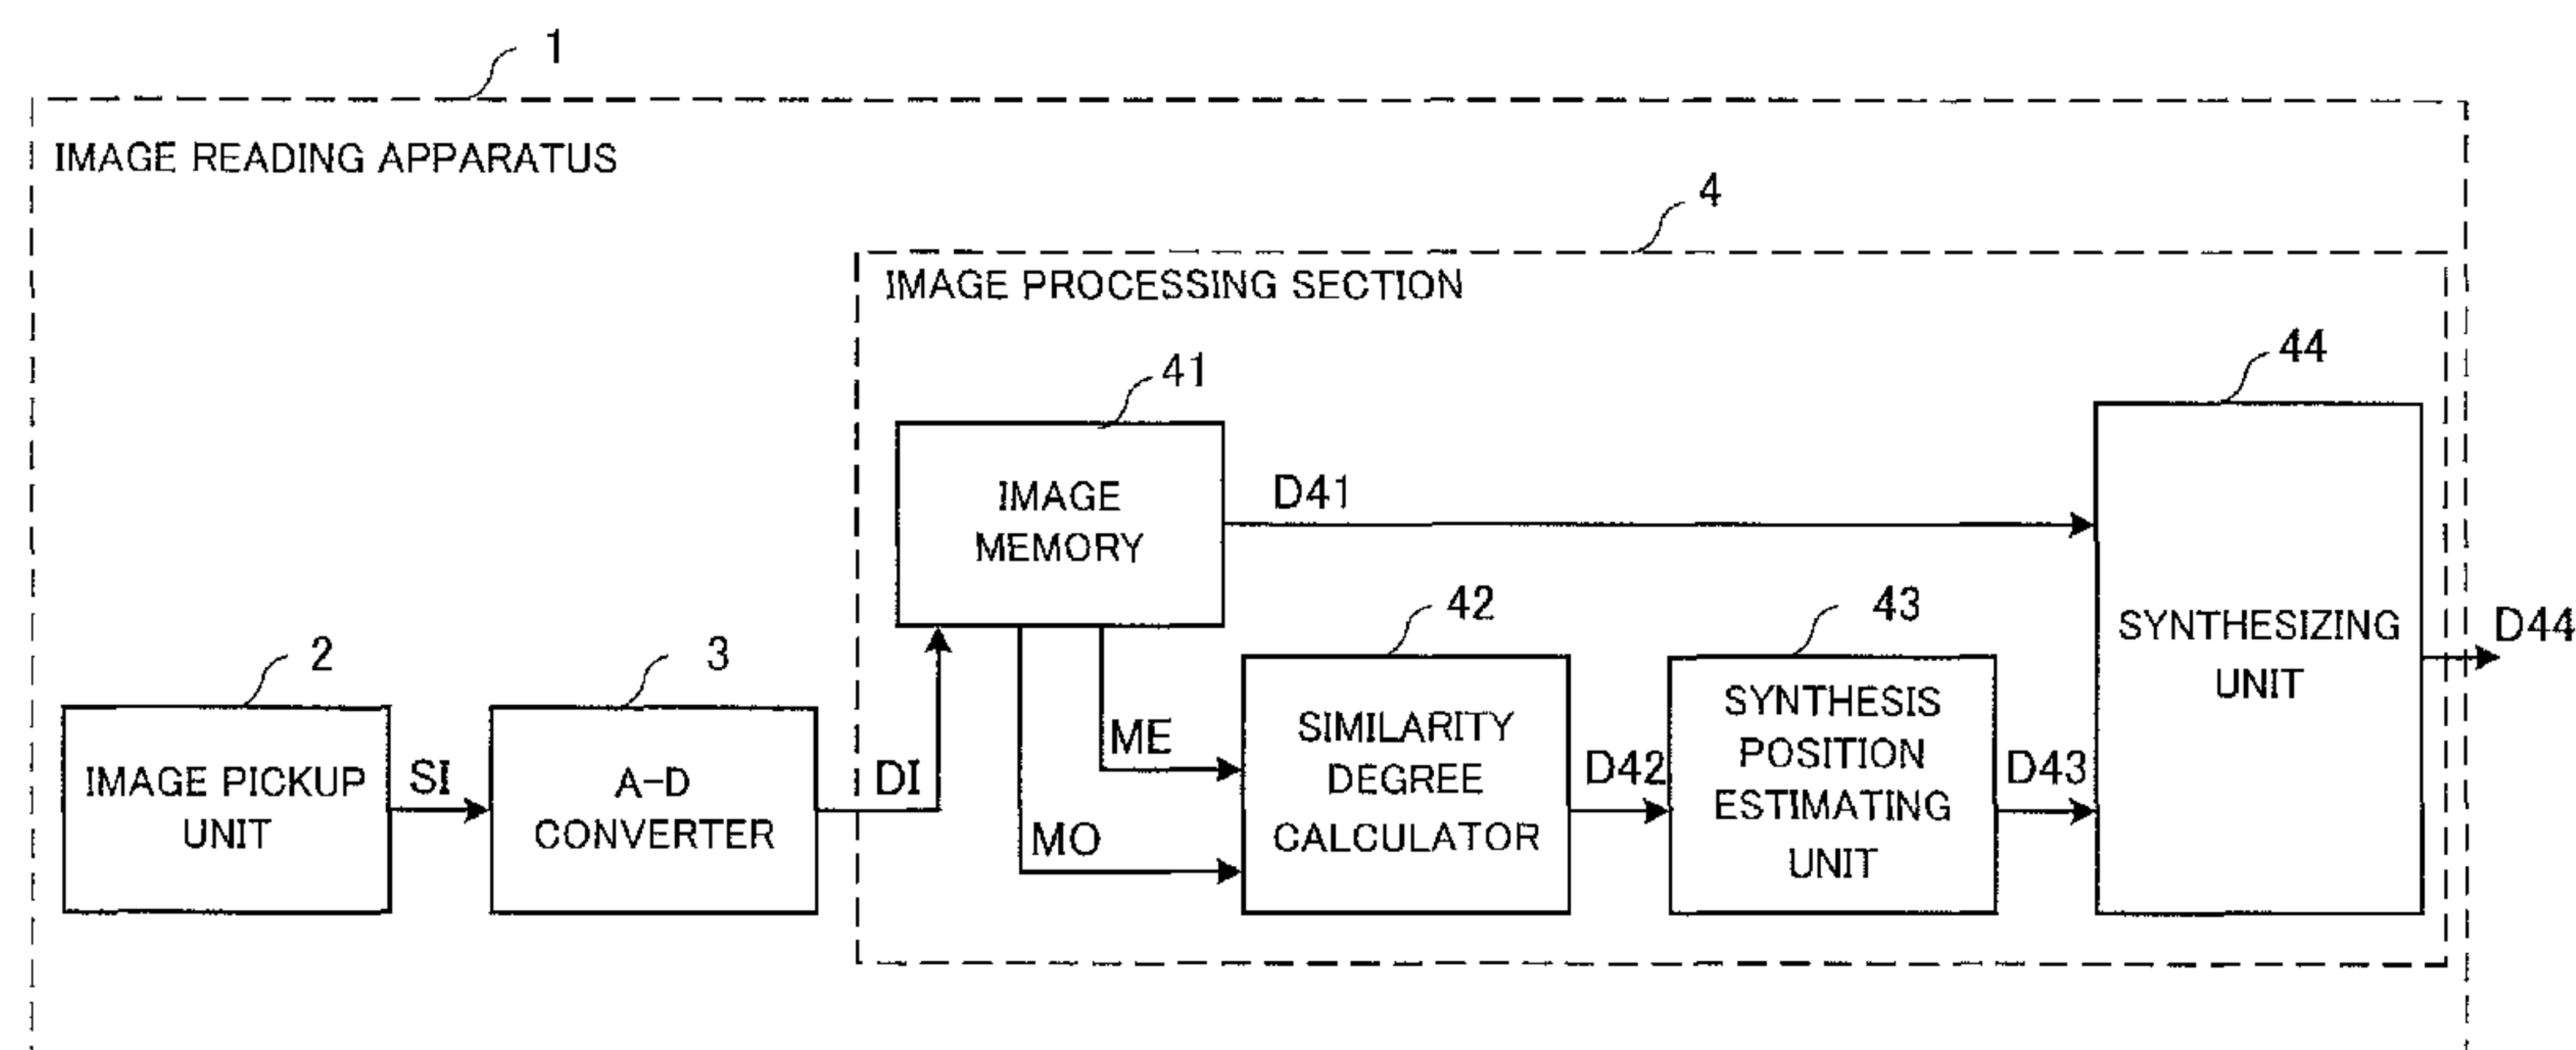 1
IMAGE READING APPARATUS
4
IMAGE PROCESSING SECTION
41
44
IMAGE
MEMORY
D41
42
43
SYNTHESIZING
UNIT
D44
2
3
IMAGE PICKUP
UNIT
SI
A-D
CONVERTER
DI
ME
MO
SIMILARITY
DEGREE
CALCULATOR
D42
SYNTHESIS
POSITION
ESTIMATING
UNIT
D43